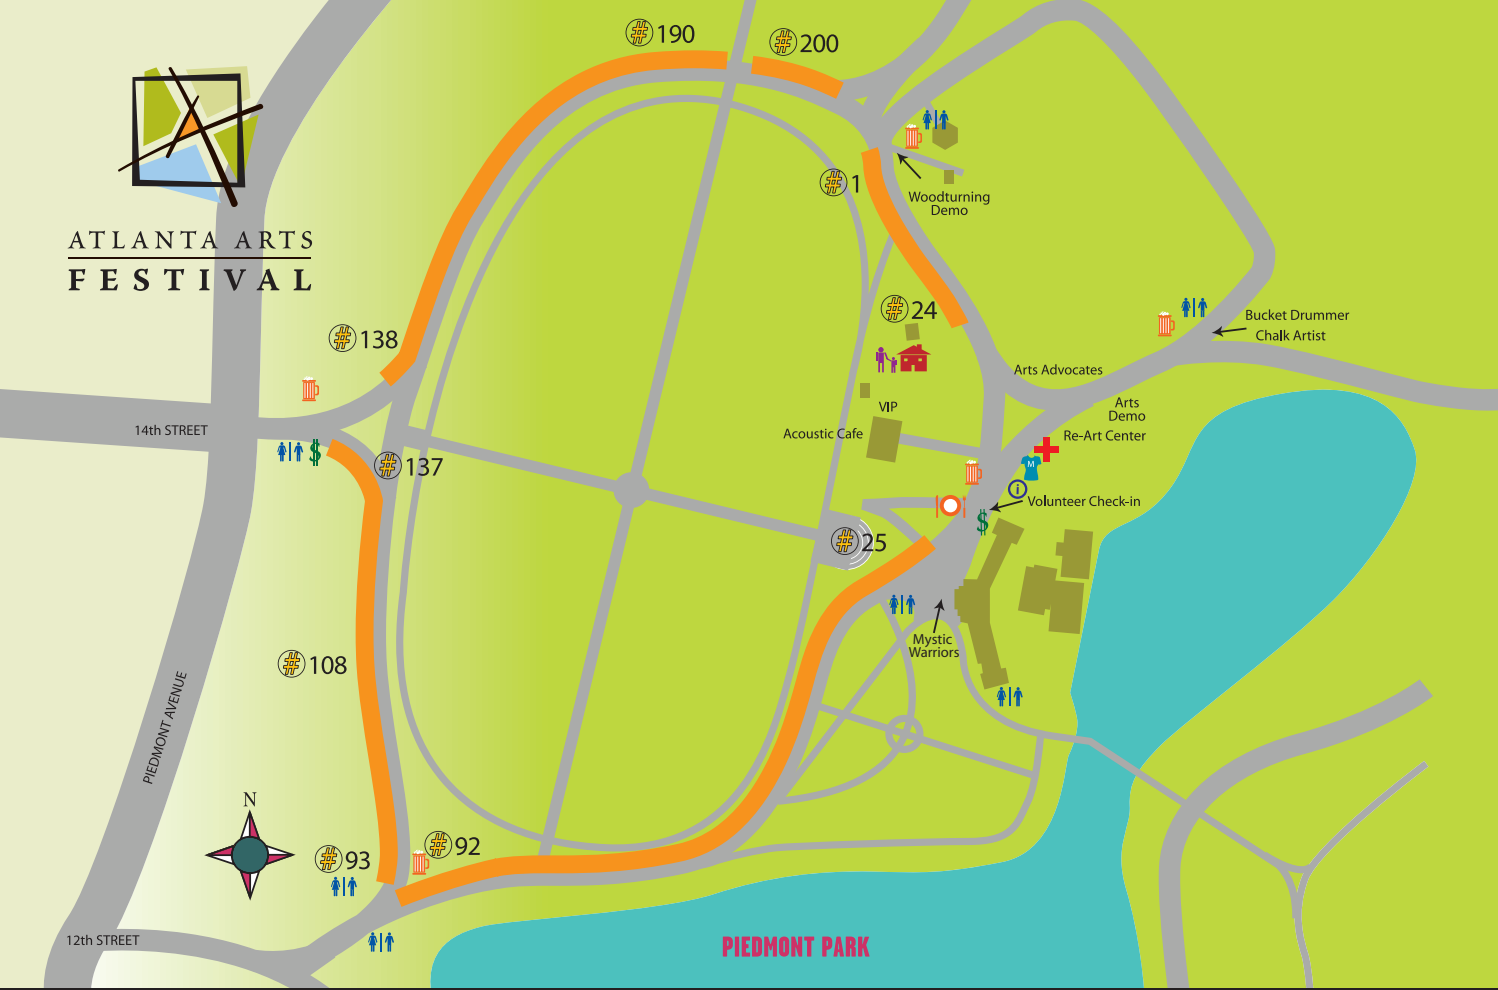 # 190
# 200
ATLANTA ARTS
FESTIVAL
# 1
Woodturning
Demo
# 138
# 24
Bucket Drummer
Chalk Artist
Arts Advocates
VIP
Arts
Demo
14th STREET
$
Acoustic Cafe
Re-Art Center
# 137
M
i
Volunteer Check-in
$
# 25
Mystic
Warriors
# 108
PIEDMONT AVENUE
N
# 93
# 92
12th STREET
PIEDMONT PARK